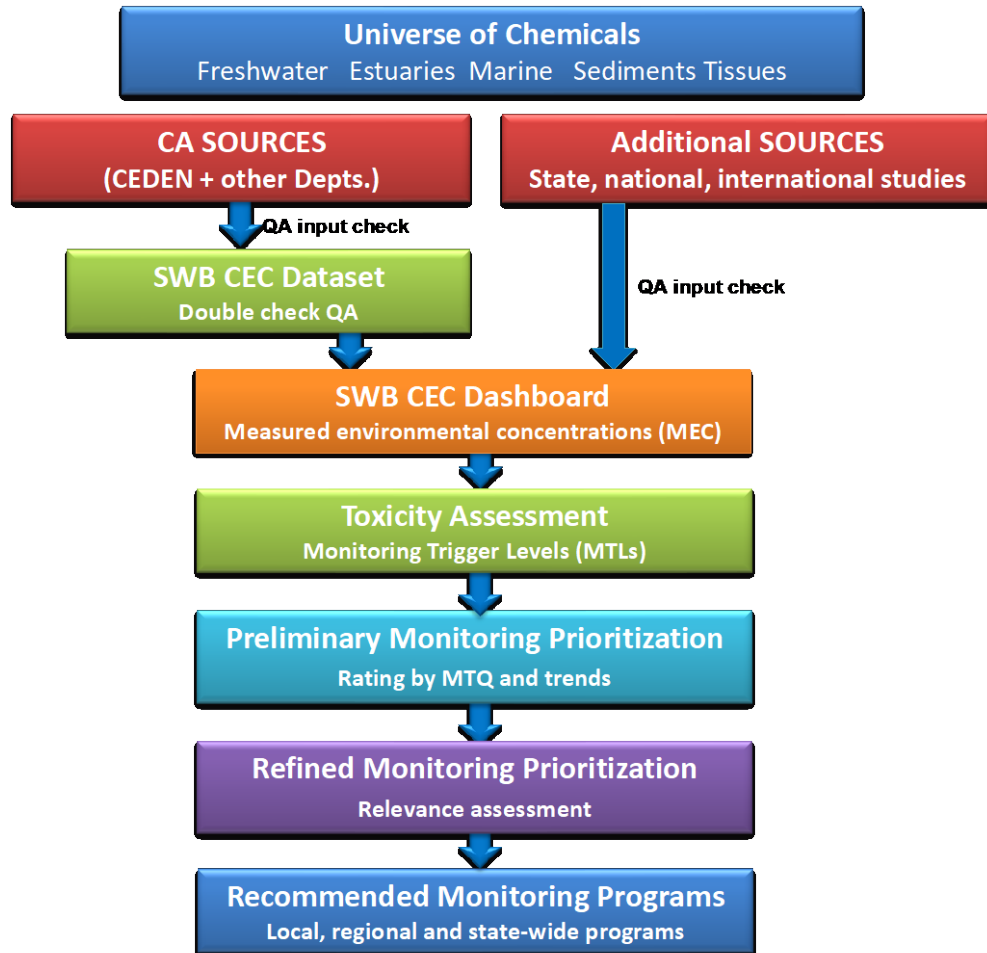 Universe of Chemicals
Freshwater Estuaries Marine Sediments Tissues
CA SOURCES
(CEDEN + other Depts.)
Additional SOURCES
State, national, international studies
QA input check
SWB CEC Dataset
Double check QA
QA input check
SWB CEC Dashboard
Measured environmental concentrations (MEC)
Toxicity Assessment
Monitoring Trigger Levels (MTLs)
Preliminary Monitoring Prioritization
Rating by MTQ and trends
Refined Monitoring Prioritization
Relevance assessment
Recommended Monitoring Programs
Local, regional and state-wide programs